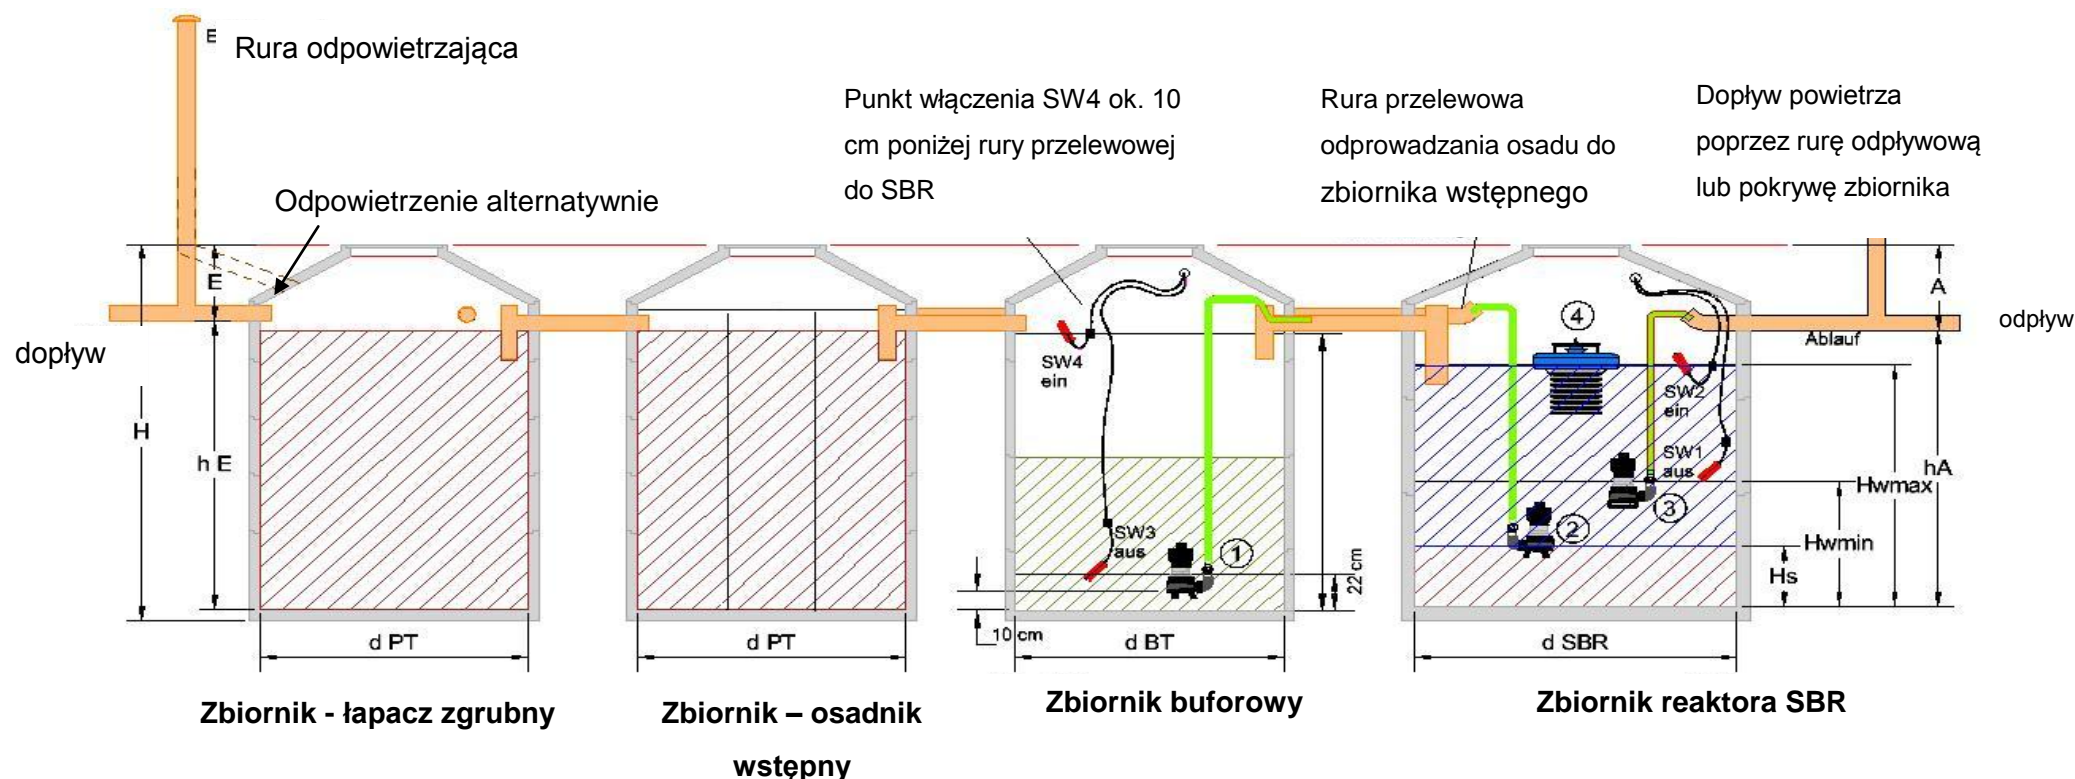 E
Rura odpowietrzająca
Punkt włączenia SW4 ok. 10
cm poniżej rury przelewowej
do SBR
Rura przelewowa
odprowadzania osadu do
zbiornika wstępnego
Dopływ powietrza
poprzez rurę odpływową
lub pokrywę zbiornika
Odpowietrzenie alternatywnie
E
A
dopływ
odpływ
Ablauf
4
SW4
ein
SW2
ein
H
h E
SW1
aus
hA
Hwmax
3
SW3
aus
1
2
Hwmin
Hs
22 cm
10 cm
d PT
d PT
d BT
d SBR
Zbiornik - łapacz zgrubny
Zbiornik – osadnik
wstępny
Zbiornik buforowy
Zbiornik reaktora SBR